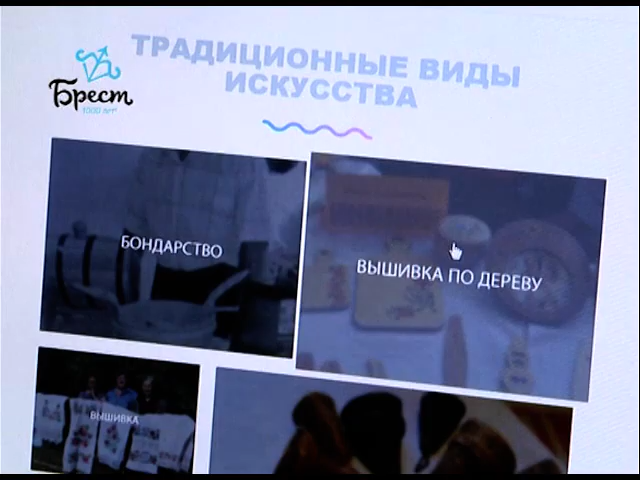 ТРАДИЦИОННЫЕ ВИДЫ
ИСКУССТВА
Брест
1000 лет
БОНДАРСТВО
ВЫШИВКА ПО ДЕРЕВУ
ВЫШИВКА